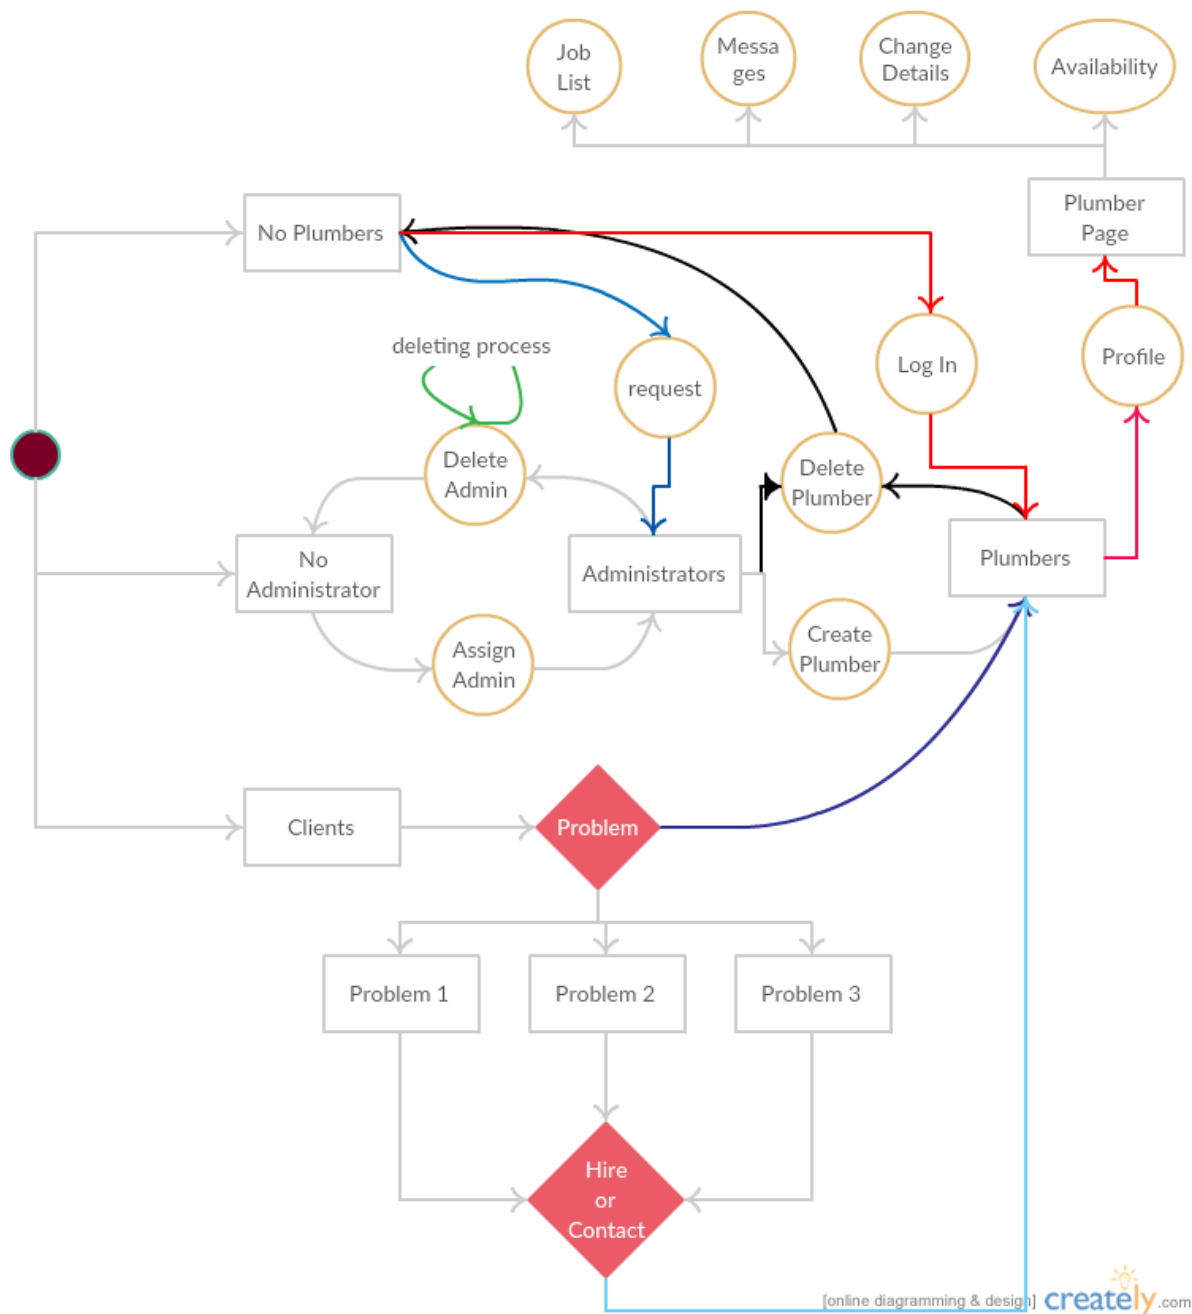 Job
List
Messa
ges
Change
Details
Availability
Plumber
Page
No Plumbers
deleting process
request
Log In
Profile
Delete
Admin
Delete
Plumber
No
Administrator
Administrators
Plumbers
Assign
Admin
Create
Plumber
Clients
Problem
Problem 1
Problem 2
Problem 3
Hire
or
Contact
[online diagramming & design] creately.com